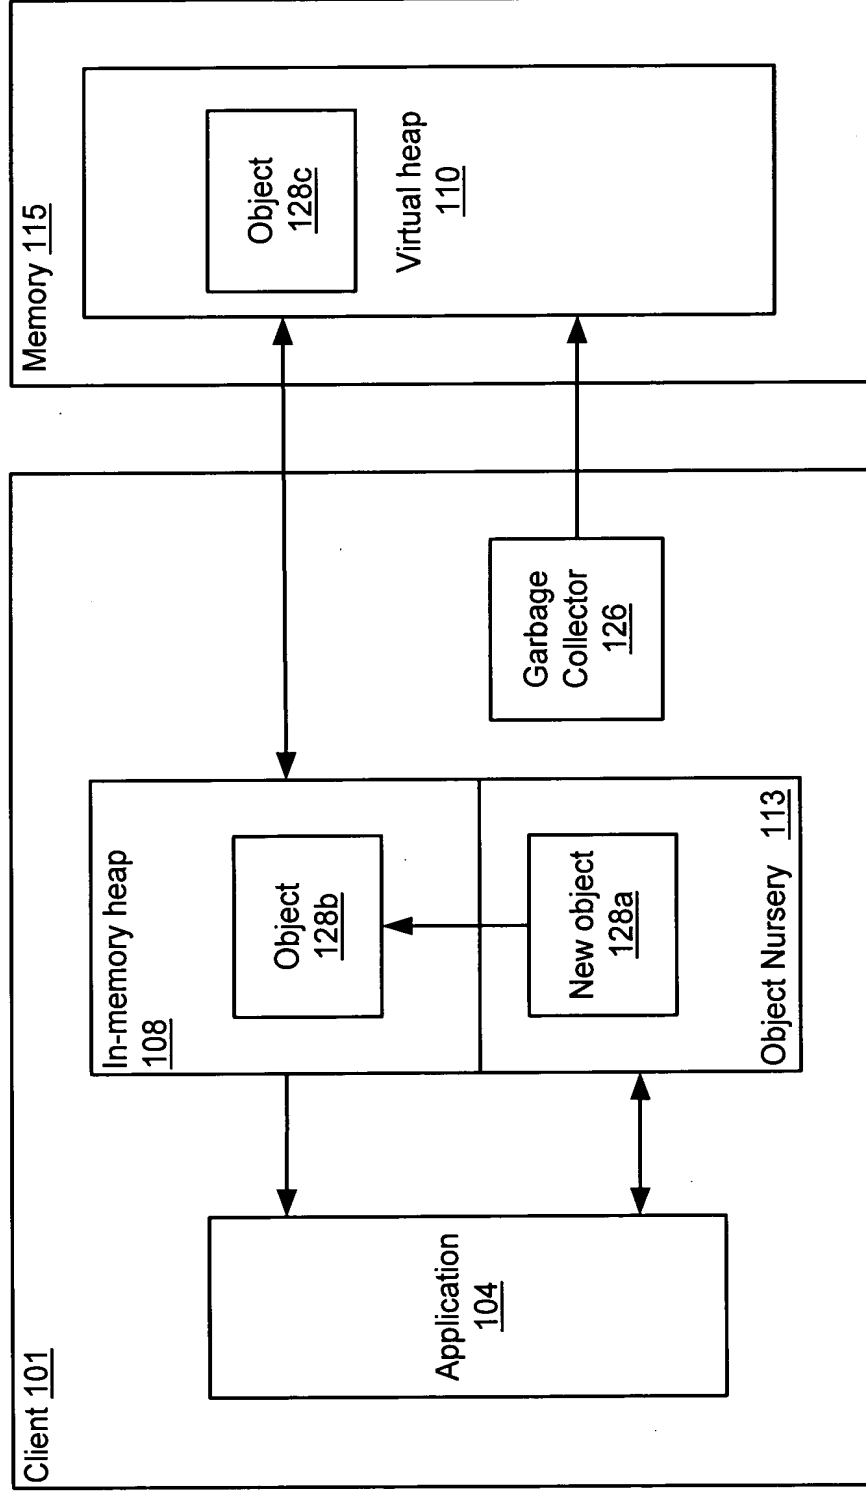 Client 101
Application
104
In-memory heap
108
Object
128b
New object
128a
Object Nursery 113
Garbage
Collector
126
Memory 115
Object
128c
Virtual heap
110